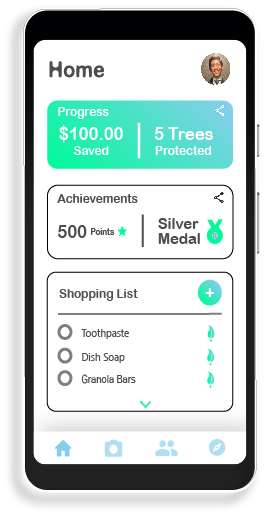 Home
Progress
$100.00
Saved
5 Trees
Protected
Achievements
500 Points
Silver
Medal
Shopping List
+
Toothpaste
Dish Soap
Granola Bars